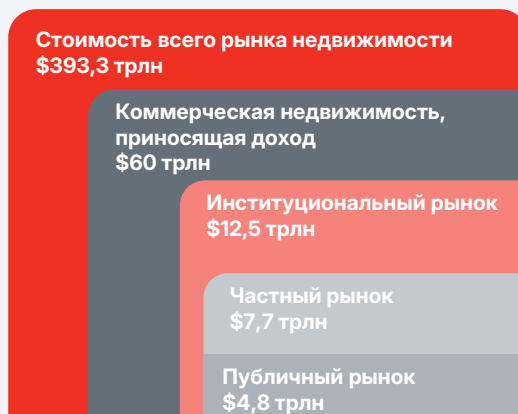 Стоимость всего рынка недвижимости
$393,3 трлн
Коммерческая недвижимость,
приносящая доход
$60 трлн
Институциональный рынок
$12,5 трлн
Частный рынок
$7,7 трлн
Публичный рынок
$4,8 трлн